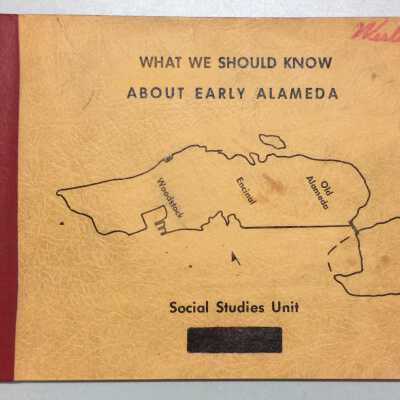 WHAT WE SHOULD KNOW
ABOUT EARLY ALAMEDA
Woodstock
Encinal
Old
Alameda
Social Studies Unit